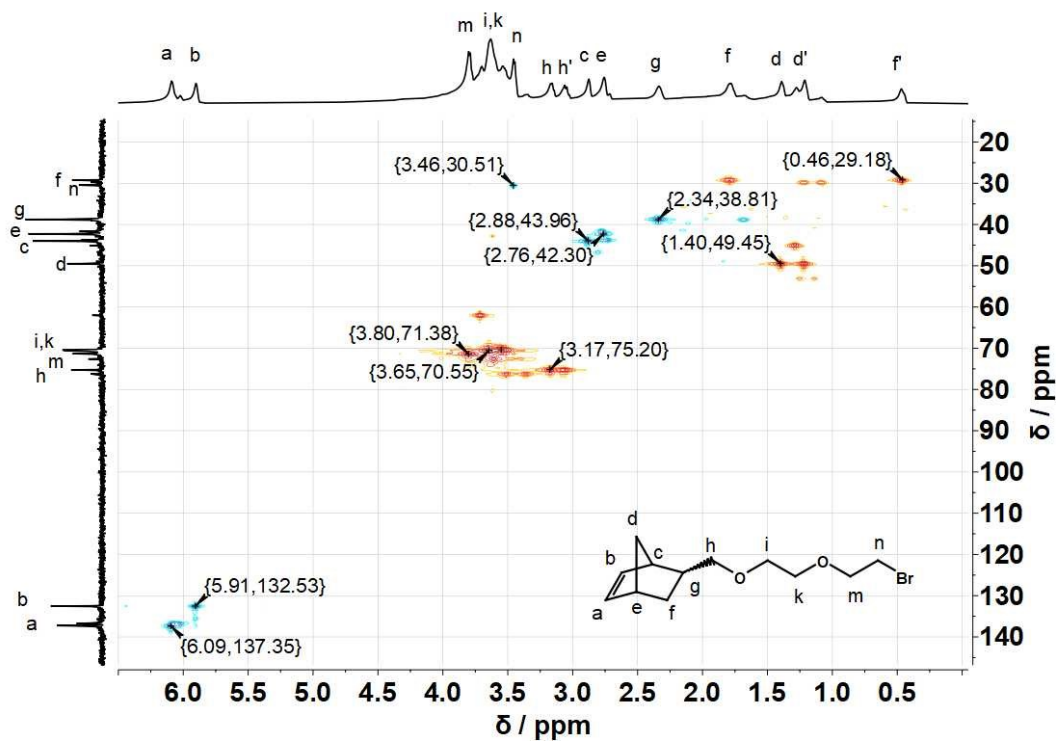 a b m i,k n h h' c e g f d d' f'
{3.46,30.51}
{0.46,29.18}
{2.88,43.96}
{2.34,38.81}
{2.76,42.30}
{1.40,49.45}
{3.80,71.38}
{3.65,70.55}
{3.17,75.20}
{5.91,132.53}
{6.09,137.35}
f
n
g
e
c
d
i,k
m
h
b
a
20
30
40
50
60
70
80
90
100
110
120
130
140
δ / ppm
d
b c h i n
g O O Br
a e f k m
6.0 5.5 5.0 4.5 4.0 3.5 3.0 2.5 2.0 1.5 1.0 0.5 0.0
δ / ppm